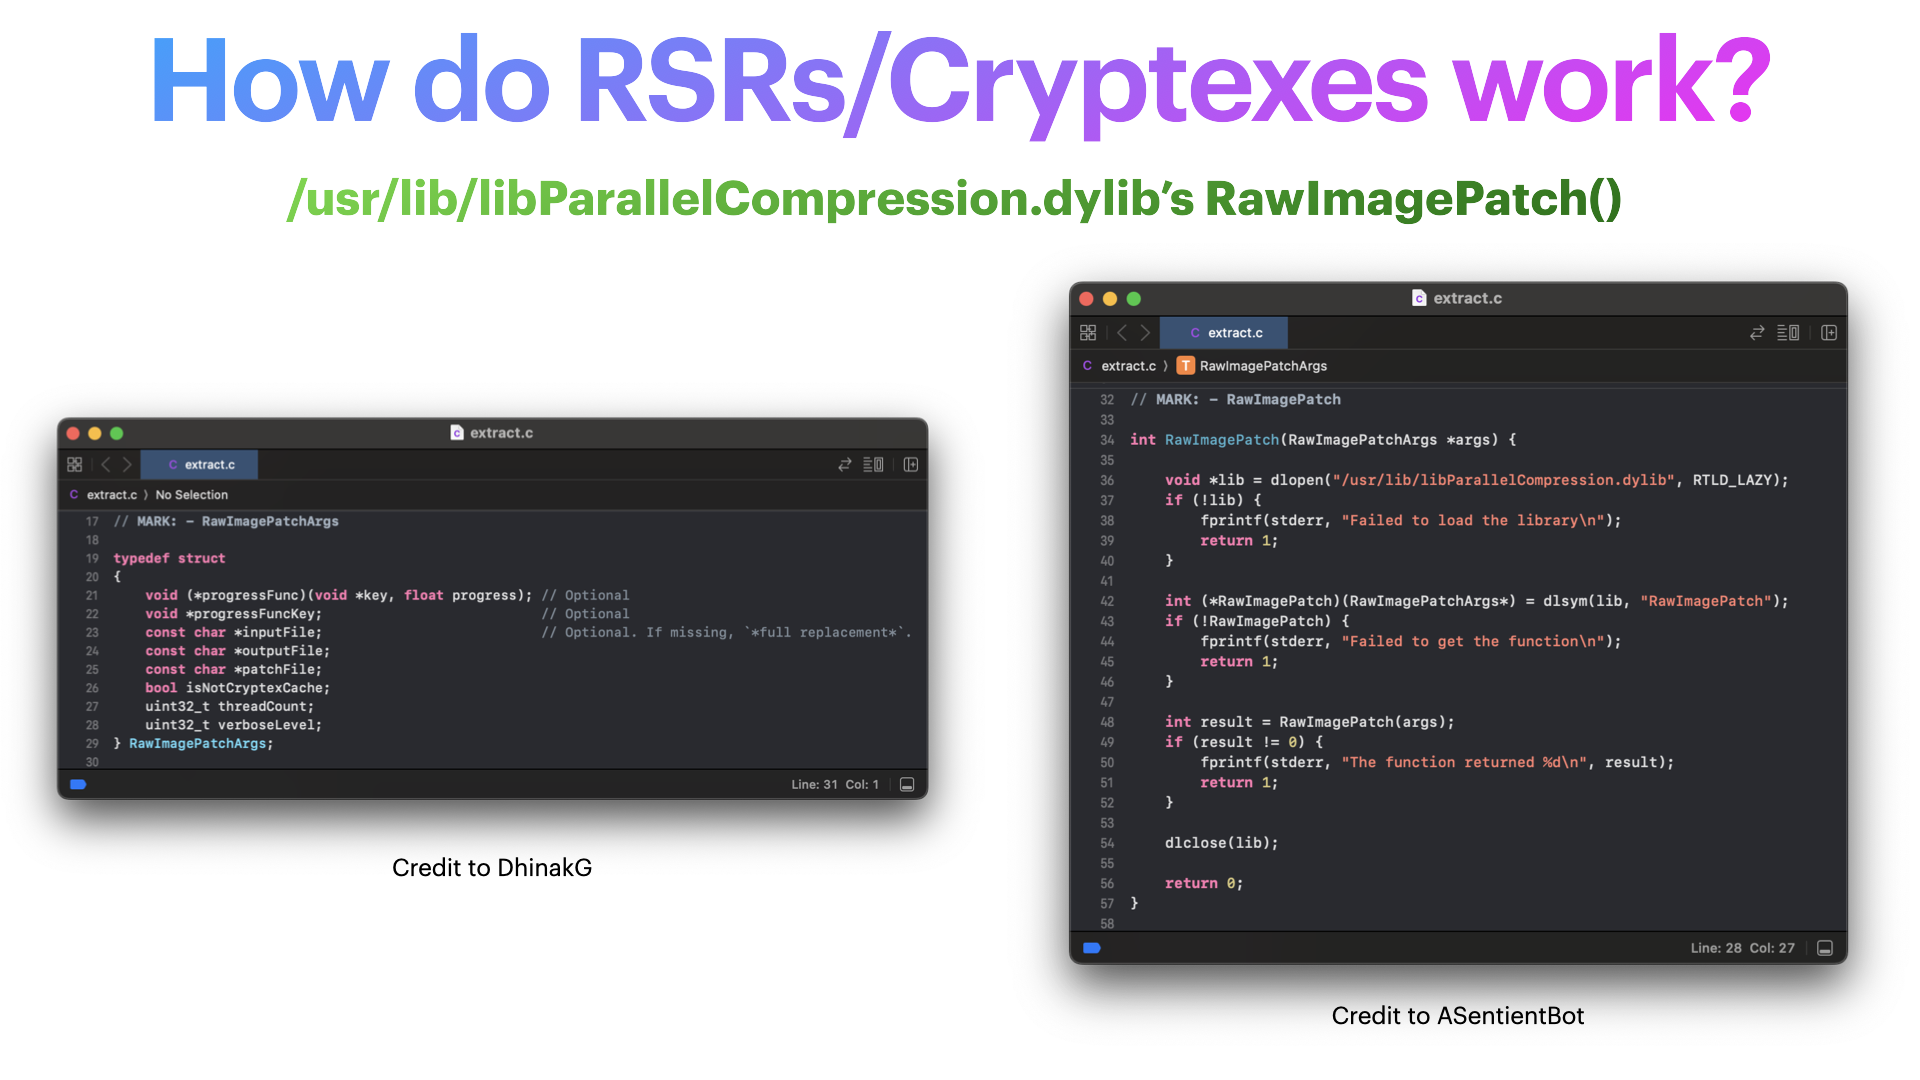 How do RSRs/Cryptexes work?
/usr/lib/libParallelCompression.dylib’s RawImagePatch()
extract.c
C extract.c
C extract.c 〉 No Selection
17 // MARK: - RawImagePatchArgs
18
19 typedef struct
20 {
21     void (*progressFunc)(void *key, float progress); // Optional
22     void *progressFuncKey;                           // Optional
23     const char *inputFile;                           // Optional. If missing, `*full replacement*`.
24     const char *outputFile;
25     const char *patchFile;
26     bool isNotCryptexCache;
27     uint32_t threadCount;
28     uint32_t verboseLevel;
29 } RawImagePatchArgs;
30
Line: 31 Col: 1
Credit to DhinakG
extract.c
C extract.c
C extract.c 〉 T RawImagePatchArgs
32 // MARK: - RawImagePatch
33
34 int RawImagePatch(RawImagePatchArgs *args) {
35
36     void *lib = dlopen("/usr/lib/libParallelCompression.dylib", RTLD_LAZY);
37     if (!lib) {
38         fprintf(stderr, "Failed to load the library\n");
39         return 1;
40     }
41
42     int (*RawImagePatch)(RawImagePatchArgs*) = dlsym(lib, "RawImagePatch");
43     if (!RawImagePatch) {
44         fprintf(stderr, "Failed to get the function\n");
45         return 1;
46     }
47
48     int result = RawImagePatch(args);
49     if (result != 0) {
50         fprintf(stderr, "The function returned %d\n", result);
51         return 1;
52     }
53
54     dlclose(lib);
55
56     return 0;
57 }
58
Line: 28 Col: 27
Credit to ASentientBot